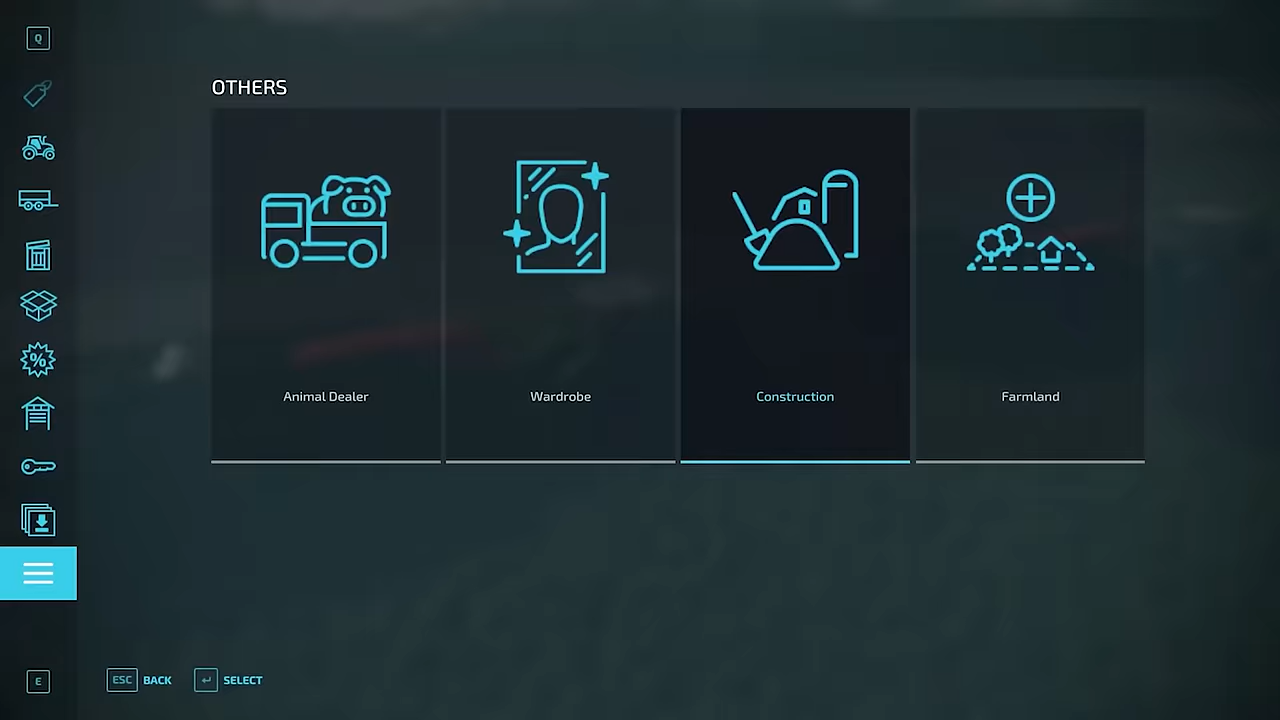 Q
OTHERS
%
Animal Dealer
Wardrobe
Construction
Farmland
E
ESC BACK
SELECT